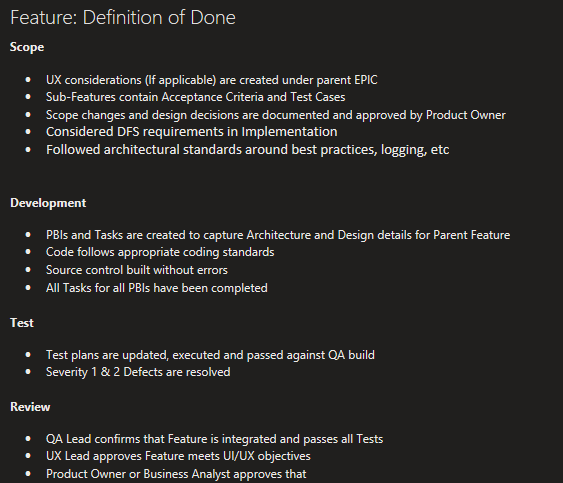 Feature: Definition of Done
Scope
• UX considerations (If applicable) are created under parent EPIC
• Sub-Features contain Acceptance Criteria and Test Cases
• Scope changes and design decisions are documented and approved by Product Owner
• Considered DFS requirements in Implementation
• Followed architectural standards around best practices, logging, etc
Development
• PBIs and Tasks are created to capture Architecture and Design details for Parent Feature
• Code follows appropriate coding standards
• Source control built without errors
• All Tasks for all PBIs have been completed
Test
• Test plans are updated, executed and passed against QA build
• Severity 1 & 2 Defects are resolved
Review
• QA Lead confirms that Feature is integrated and passes all Tests
• UX Lead approves Feature meets UI/UX objectives
• Product Owner or Business Analyst approves that